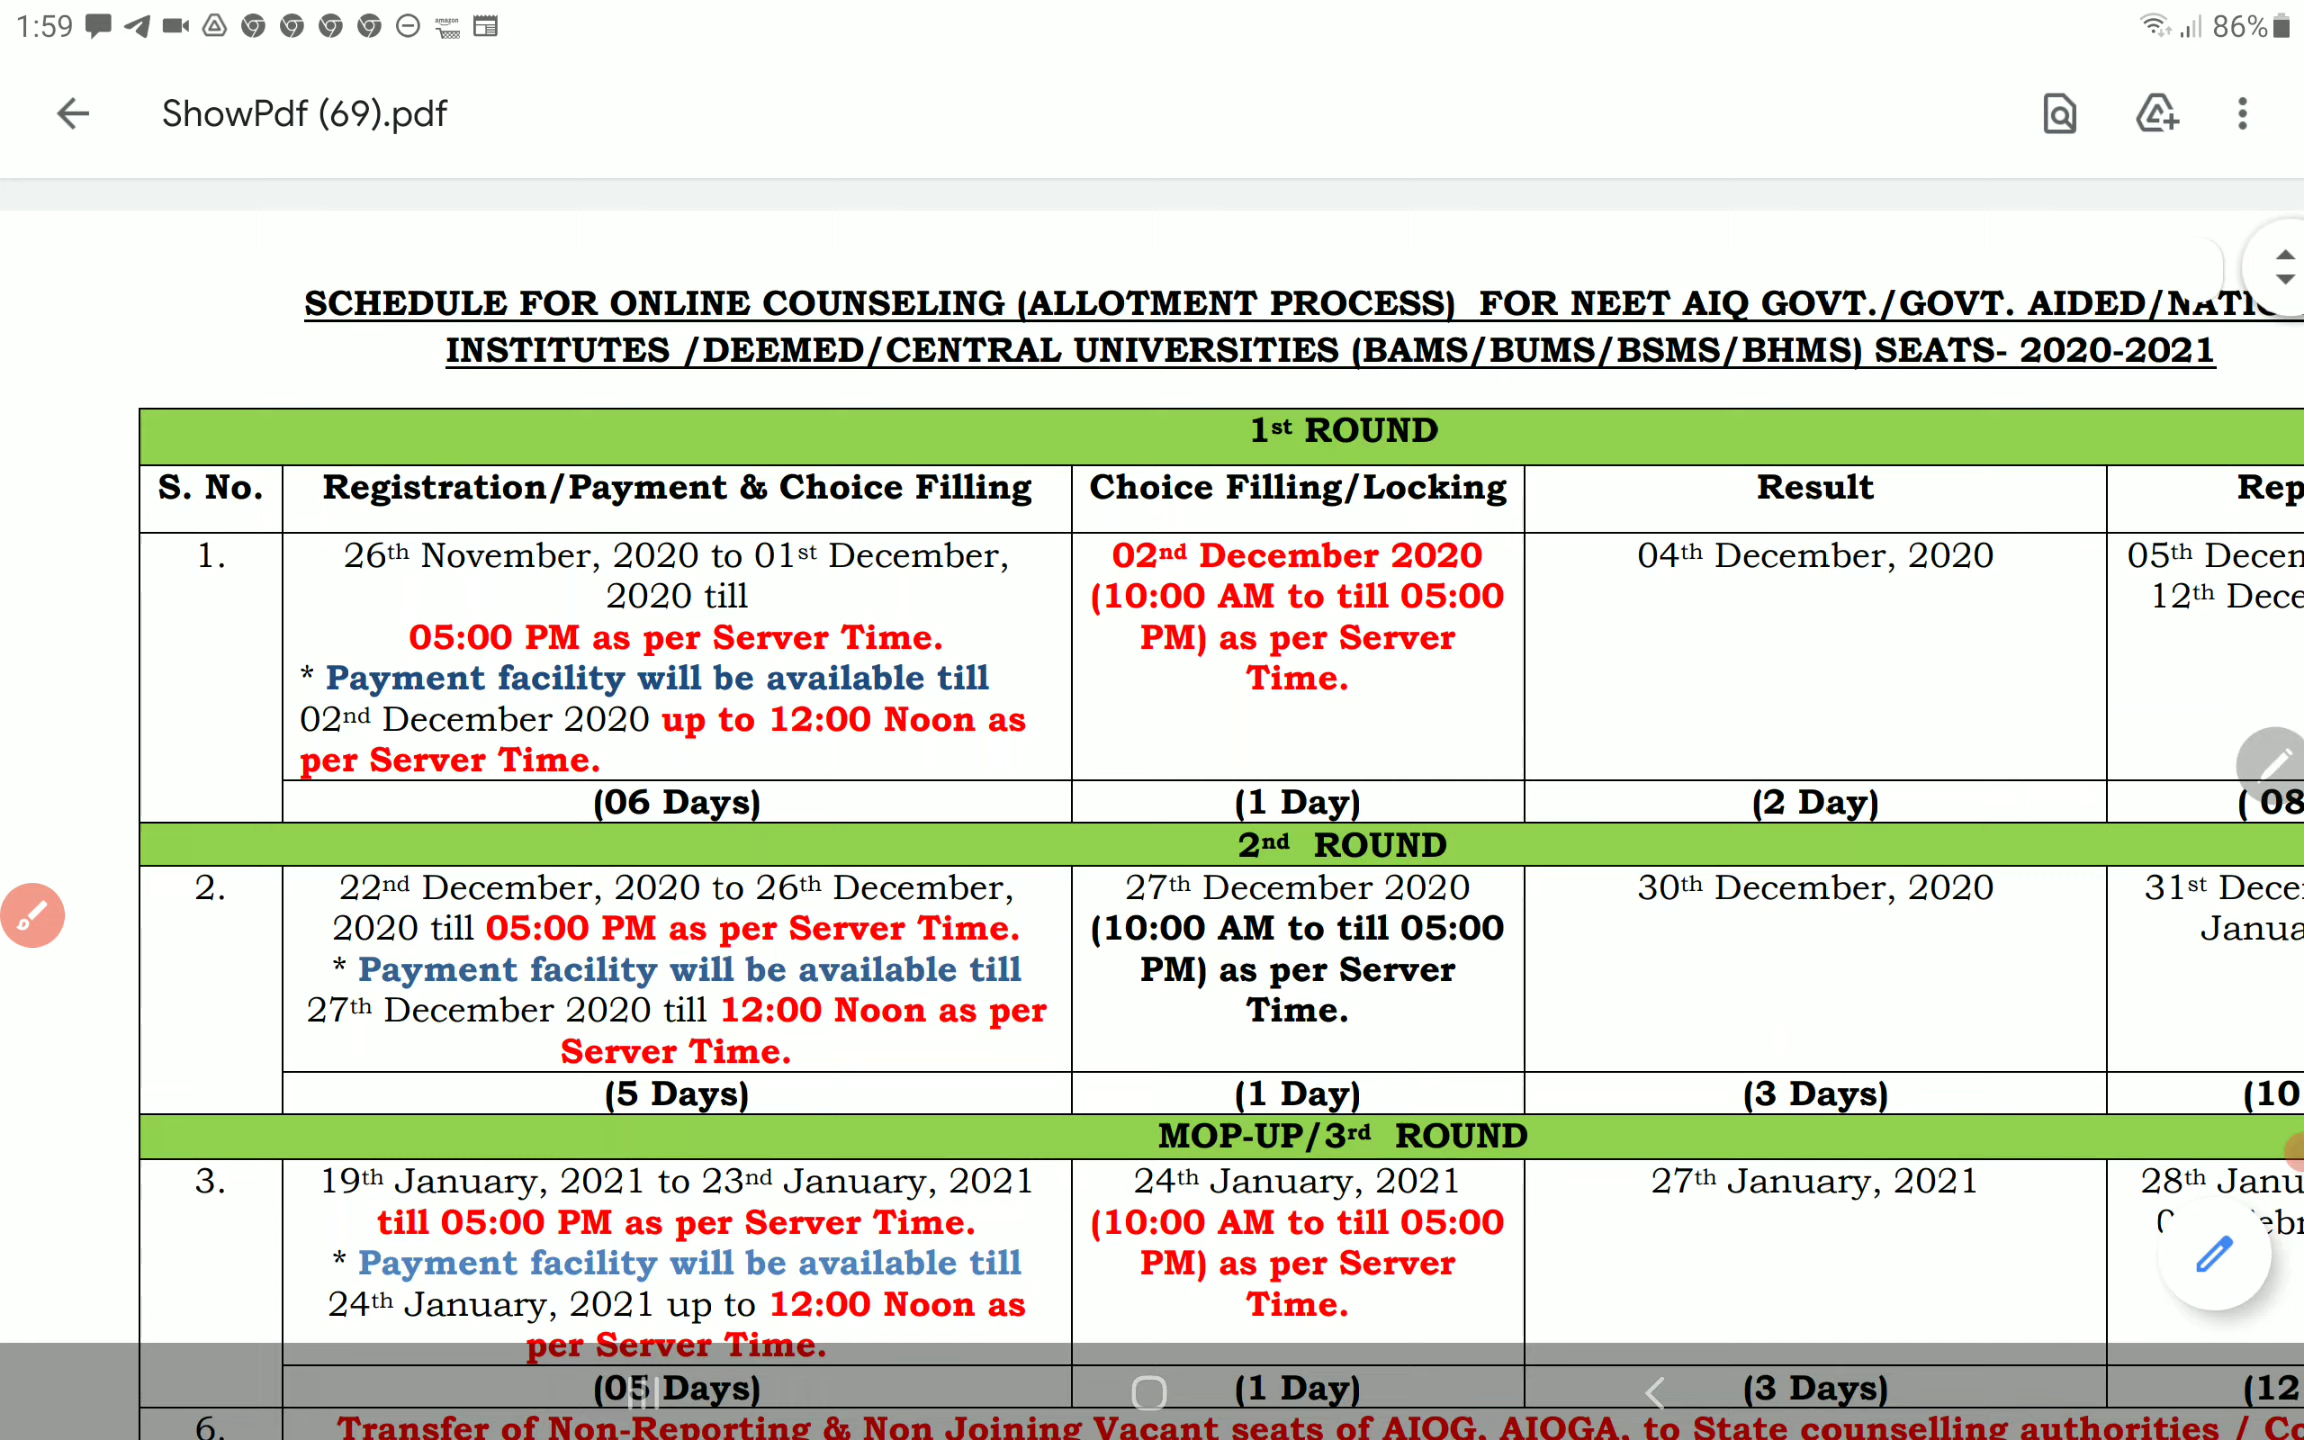 1:59
86%
ShowPdf (69).pdf
SCHEDULE FOR ONLINE COUNSELING (ALLOTMENT PROCESS) FOR NEET AIQ GOVT./GOVT. AIDED/
INSTITUTES /DEEMED/CENTRAL UNIVERSITIES (BAMS/BUMS/BSMS/BHMS) SEATS- 2020-2021
1st ROUND
S. No. Registration/Payment & Choice Filling Choice Filling/Locking Result Rep
1.
26th November, 2020 to 01st December,
2020 till
05:00 PM as per Server Time.
* Payment facility will be available till
02nd December 2020 up to 12:00 Noon as
per Server Time.
02nd December 2020
(10:00 AM to till 05:00
PM) as per Server
Time.
04th December, 2020
05th Decem
12th Dece
(06 Days) (1 Day) (2 Day) ( 08
2nd ROUND
2.
22nd December, 2020 to 26th December,
2020 till 05:00 PM as per Server Time.
* Payment facility will be available till
27th December 2020 till 12:00 Noon as per
Server Time.
27th December 2020
(10:00 AM to till 05:00
PM) as per Server
Time.
30th December, 2020
31st Dece
Janua
(5 Days) (1 Day) (3 Days) (10
MOP-UP/3rd ROUND
3.
19th January, 2021 to 23nd January, 2021
till 05:00 PM as per Server Time.
* Payment facility will be available till
24th January, 2021 up to 12:00 Noon as
per Server Time.
24th January, 2021
(10:00 AM to till 05:00
PM) as per Server
Time.
27th January, 2021
28th Janu
(05 Days) (1 Day) (3 Days) (12
6. Transfer of Non-Reporting & Non Joining Vacant seats of AIQG, AIQGA, to State counselling authorities /